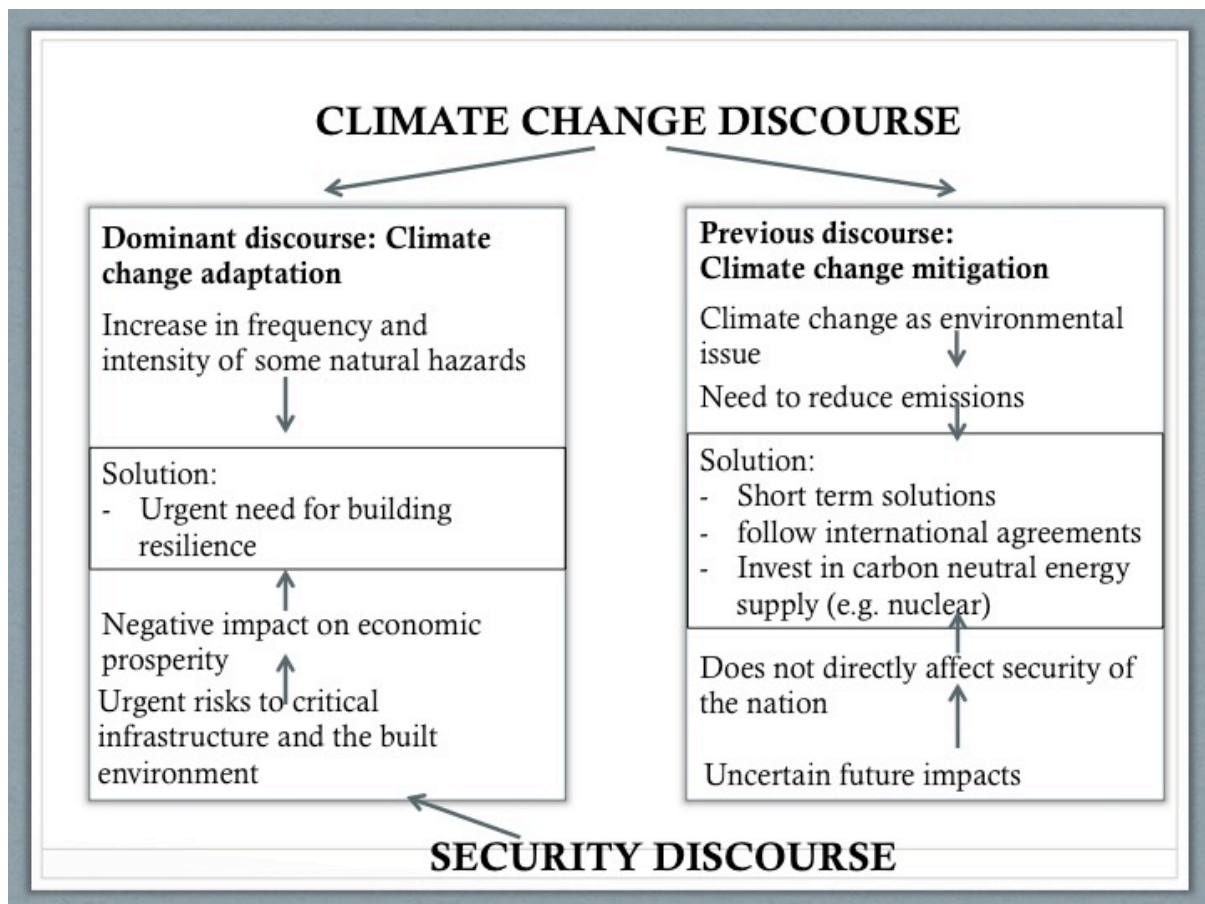 CLIMATE CHANGE DISCOURSE
Dominant discourse: Climate
change adaptation
Increase in frequency and
intensity of some natural hazards
Solution:
- Urgent need for building
resilience
Negative impact on economic
prosperity
Urgent risks to critical
infrastructure and the built
environment
Previous discourse:
Climate change mitigation
Climate change as environmental
issue
Need to reduce emissions
Solution:
- Short term solutions
- follow international agreements
- Invest in carbon neutral energy
supply (e.g. nuclear)
Does not directly affect security of
the nation
Uncertain future impacts
SECURITY DISCOURSE